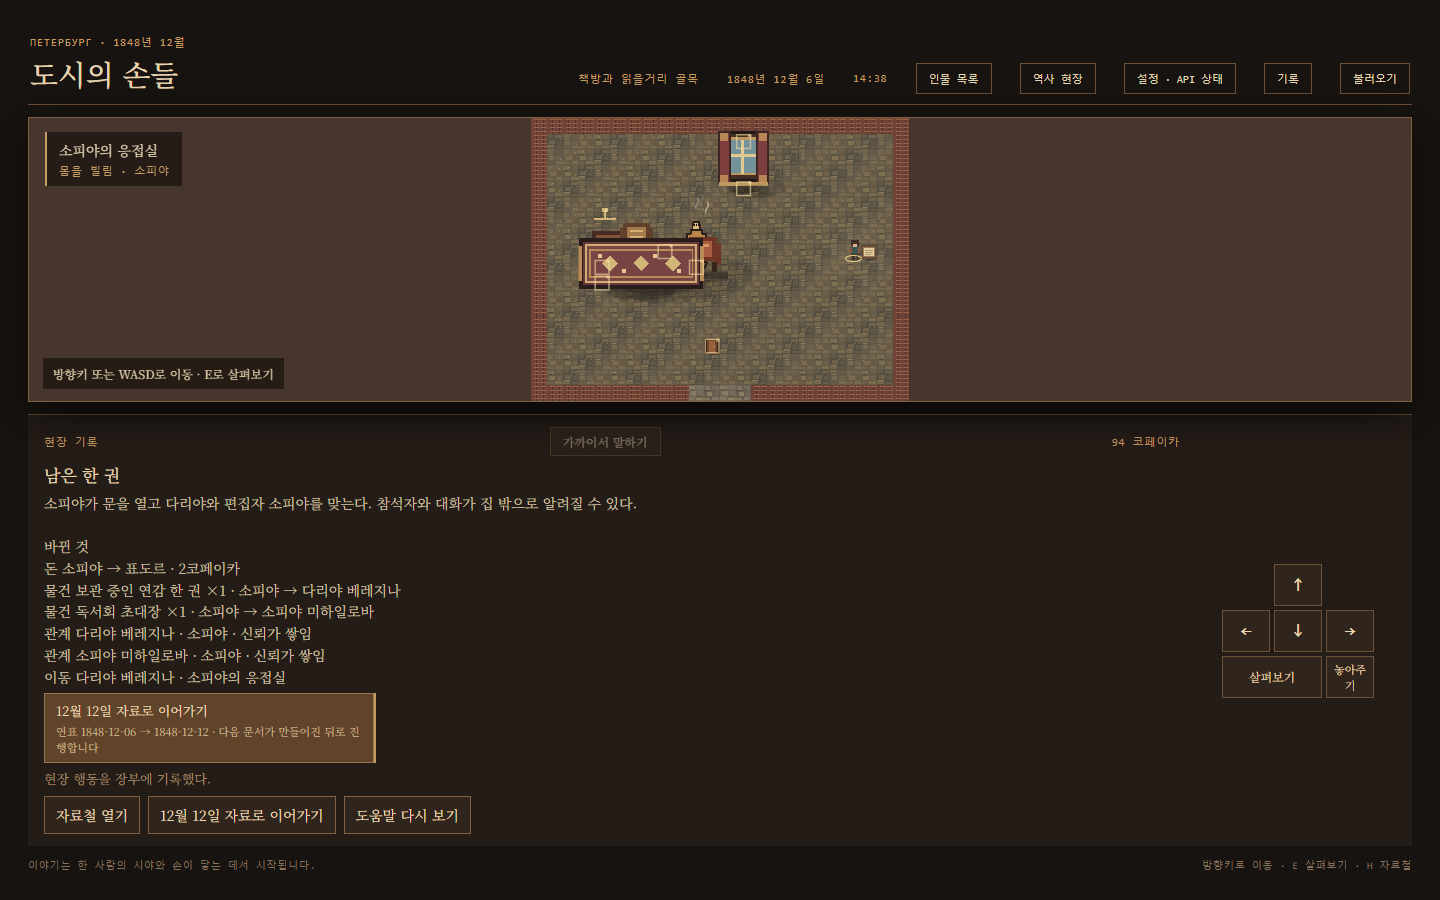 ПЕТЕРБУРГ · 1848년 12월
도시의 손들
책방과 읽을거리 골목
1848년 12월 6일
14:38
인물 목록
역사 현장
설정 · API 상태
기록
불러오기
소피야의 응접실
몸을 빌림 · 소피야
방향키 또는 WASD로 이동 · E로 살펴보기
현장 기록
가까이서 말하기
94 코페이카
남은 한 권
소피야가 문을 열고 다리야와 편집자 소피야를 맞는다. 참석자와 대화가 집 밖으로 알려질 수 있다.
바뀐 것
돈 소피야 → 표도르 · 2코페이카
물건 보관 중인 연감 한 권 ×1 · 소피야 → 다리야 베레지나
물건 독서회 초대장 ×1 · 소피야 → 소피야 미하일로바
관계 다리야 베레지나 · 소피야 · 신뢰가 쌓임
관계 소피야 미하일로바 · 소피야 · 신뢰가 쌓임
이동 다리야 베레지나 · 소피야의 응접실
12월 12일 자료로 이어가기
연표 1848-12-06 → 1848-12-12 · 다음 문서가 만들어진 뒤로 진
행합니다
현장 행동을 장부에 기록했다.
자료철 열기
12월 12일 자료로 이어가기
도움말 다시 보기
↑
←
↓
→
살펴보기
놓아주
기
이야기는 한 사람의 시야와 손이 닿는 데서 시작됩니다.
방향키로 이동 · E 살펴보기 · H 자료철